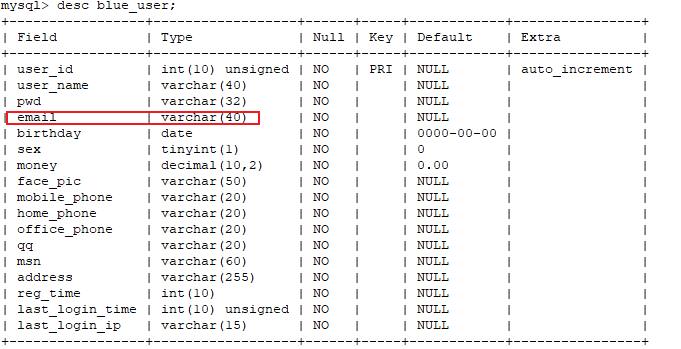 mysql> desc blue_user;
+-----------------+------------------+------+-----+------------+----------------+
| Field           | Type             | Null | Key | Default    | Extra          |
+-----------------+------------------+------+-----+------------+----------------+
| user_id         | int(10) unsigned | NO   | PRI | NULL       | auto_increment |
| user_name       | varchar(40)      | NO   |     | NULL       |                |
| pwd             | varchar(32)      | NO   |     | NULL       |                |
| email           | varchar(40)      | NO   |     | NULL       |                |
| birthday        | date             | NO   |     | 0000-00-00 |                |
| sex             | tinyint(1)       | NO   |     | 0          |                |
| money           | decimal(10,2)    | NO   |     | 0.00       |                |
| face_pic        | varchar(50)      | NO   |     | NULL       |                |
| mobile_phone    | varchar(20)      | NO   |     | NULL       |                |
| home_phone      | varchar(20)      | NO   |     | NULL       |                |
| office_phone    | varchar(20)      | NO   |     | NULL       |                |
| qq              | varchar(20)      | NO   |     | NULL       |                |
| msn             | varchar(60)      | NO   |     | NULL       |                |
| address         | varchar(255)     | NO   |     | NULL       |                |
| reg_time        | int(10)          | NO   |     | NULL       |                |
| last_login_time | int(10) unsigned | NO   |     | NULL       |                |
| last_login_ip   | varchar(15)      | NO   |     | NULL       |                |
+-----------------+------------------+------+-----+------------+----------------+